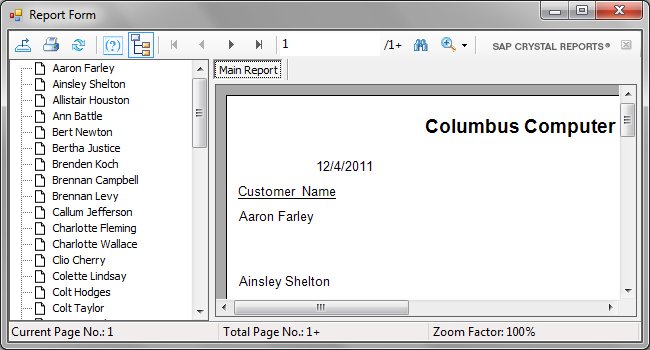 Report Form
1 /1+ SAP CRYSTAL REPORTS®
Aaron Farley
Ainsley Shelton
Allistair Houston
Ann Battle
Bert Newton
Bertha Justice
Brenden Koch
Brennan Campbell
Brennan Levy
Callum Jefferson
Charlotte Fleming
Charlotte Wallace
Clio Cherry
Colette Lindsay
Colt Hodges
Colt Taylor
Main Report
Columbus Computer
12/4/2011
Customer Name
Aaron Farley
Ainsley Shelton
Current Page No.: 1 Total Page No.: 1+ Zoom Factor: 100%